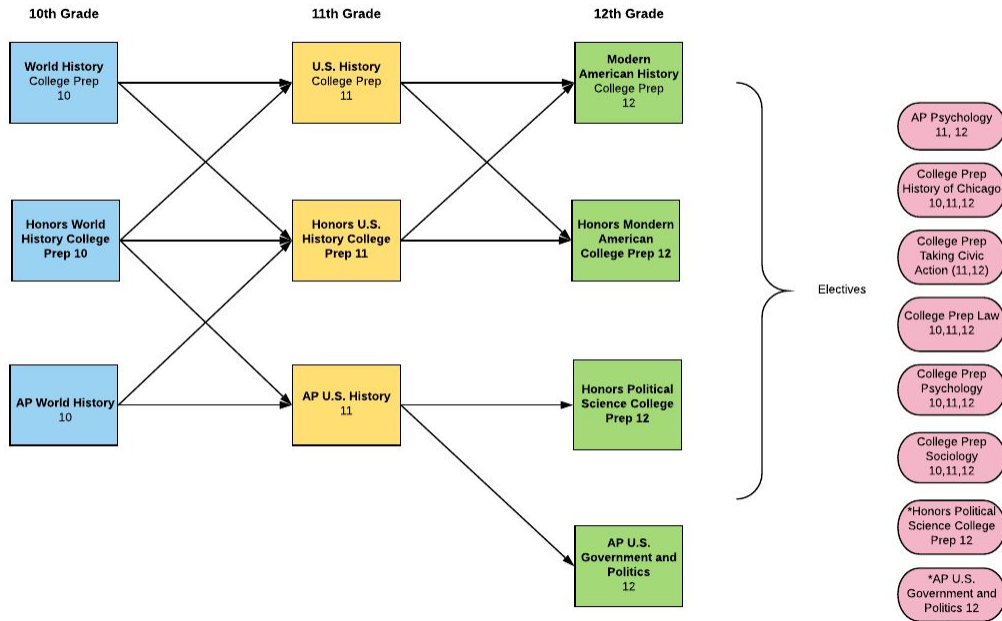 10th Grade
11th Grade
12th Grade
World History
College Prep
10
U.S. History
College Prep
11
Modern
American History
College Prep
12
Honors World
History College
Prep 10
Honors U.S.
History College
Prep 11
Honors Mondern
American
College Prep 12
AP World History
10
AP U.S. History
11
Honors Political
Science College
Prep 12
AP U.S.
Government and
Politics
12
Electives
AP Psychology
11, 12
College Prep
History of Chicago
10,11,12
College Prep
Taking Civic
Action (11,12)
College Prep Law
10,11,12
College Prep
Psychology
10,11,12
College Prep
Sociology
10,11,12
*Honors Political
Science College
Prep 12
*AP U.S.
Government and
Politics 12